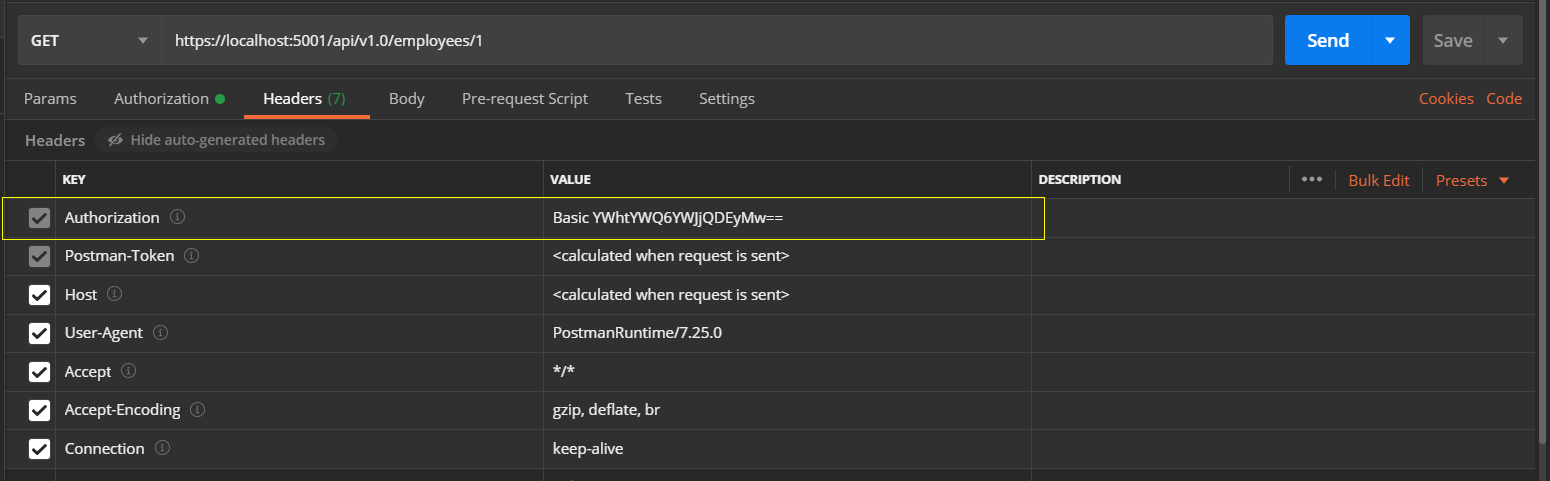 GET https://localhost:5001/api/v1.0/employees/1 Send Save
Params Authorization Headers (7) Body Pre-request Script Tests Settings Cookies Code
Headers Hide auto-generated headers
KEY VALUE DESCRIPTION ••• Bulk Edit Presets
Authorization Basic YWhtYWQ6YWJjQDEyMw==
Postman-Token <calculated when request is sent>
Host <calculated when request is sent>
User-Agent PostmanRuntime/7.25.0
Accept */*
Accept-Encoding gzip, deflate, br
Connection keep-alive